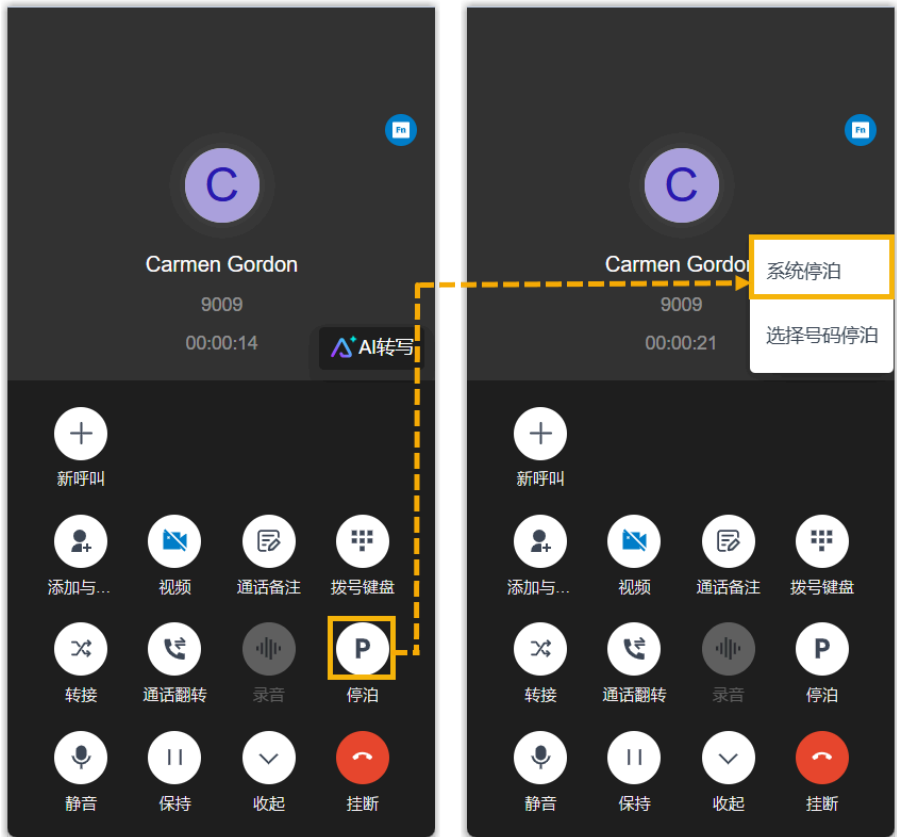 Fn
C
Carmen Gordon
9009
00:00:14
AI转写
新呼叫
添加与...
视频
通话备注
拨号键盘
转接
通话翻转
录音
P
停泊
静音
保持
收起
挂断
Fn
C
Carmen Gordon
9009
00:00:21
系统停泊
选择号码停泊
新呼叫
添加与...
视频
通话备注
拨号键盘
转接
通话翻转
录音
P
停泊
静音
保持
收起
挂断